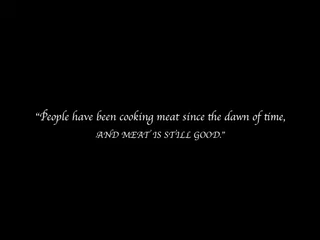 "People have been cooking meat since the dawn of time,
AND MEAT IS STILL GOOD."